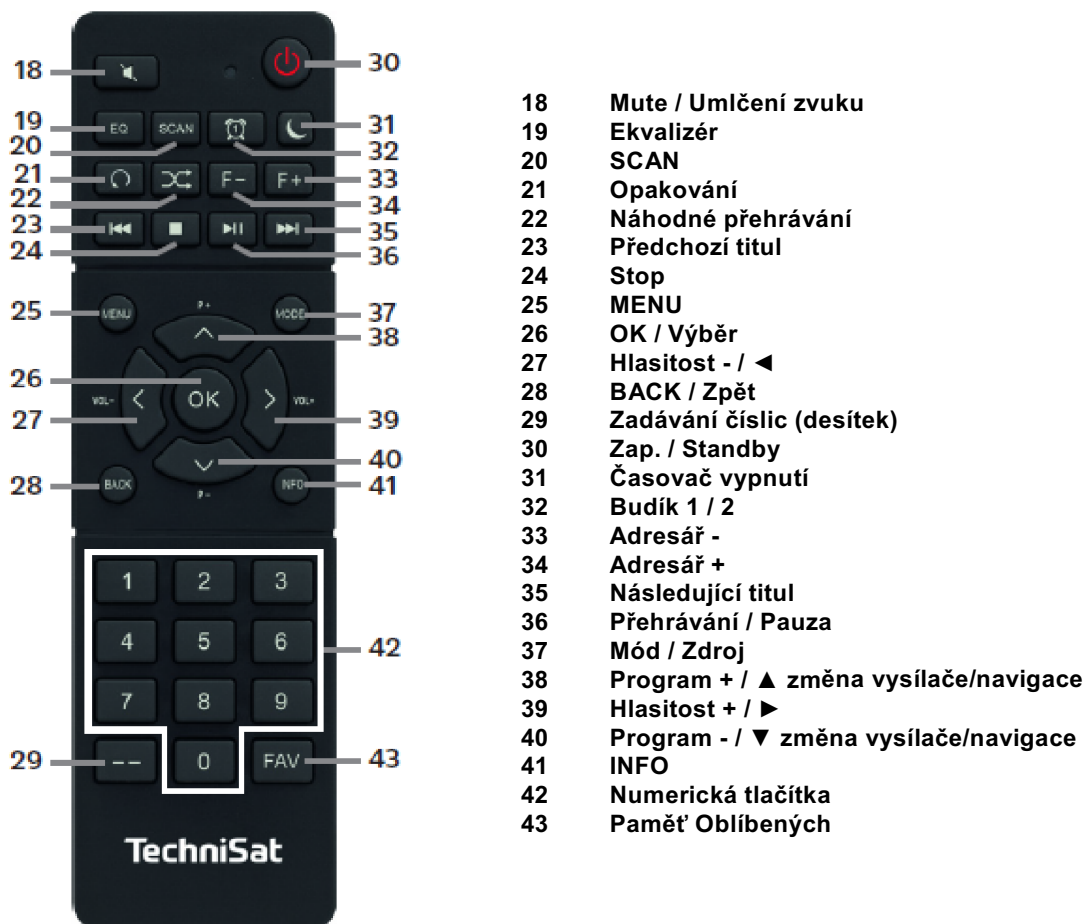 18 30
EQ SCAN 1
19 31
20 32
F- F+
21 33
22 34
23 35
24 36
P+
MENU MODE
25 37
38
26 OK
VOL- VOL+
27 39
40
BACK INFO
28 41
P-
1 2 3
4 5 6
42
7 8 9
29 -- 0 FAV 43
TechniSat
18 Mute / Umlčení zvuku
19 Ekvalizér
20 SCAN
21 Opakování
22 Náhodné přehrávání
23 Předchozí titul
24 Stop
25 MENU
26 OK / Výběr
27 Hlasitost - / ◄
28 BACK / Zpět
29 Zadávání číslic (desítek)
30 Zap. / Standby
31 Časovač vypnutí
32 Budík 1 / 2
33 Adresář -
34 Adresář +
35 Následující titul
36 Přehrávání / Pauza
37 Mód / Zdroj
38 Program + / ▲ změna vysílače/navigace
39 Hlasitost + / ►
40 Program - / ▼ změna vysílače/navigace
41 INFO
42 Numerická tlačítka
43 Paměť Oblíbených